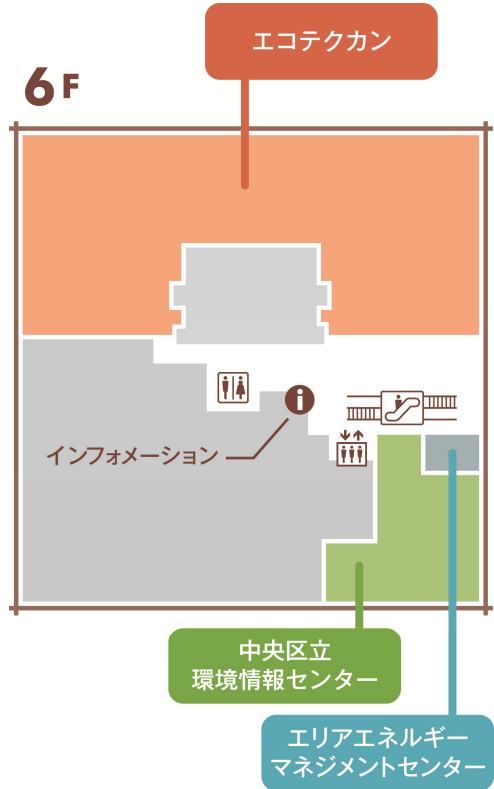 エコテクカン
6F
インフォメーション
中央区立
環境情報センター
エリアエネルギー
マネジメントセンター